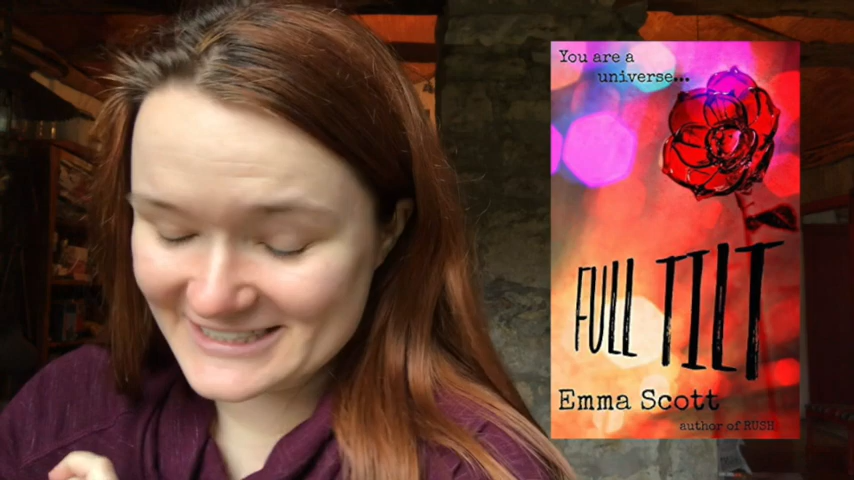 You are a
universe...
FULL TILT
Emma Scott
author of RUSH